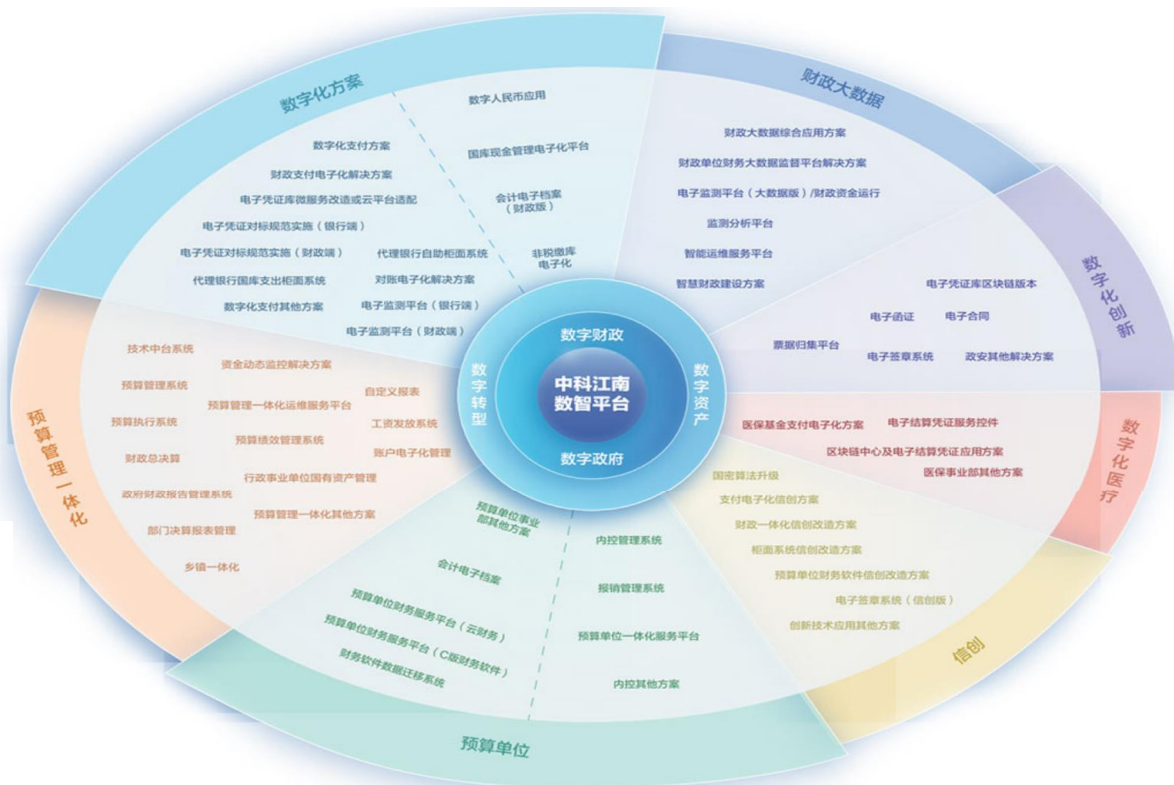 数字化方案
数字人民币应用
国库现金管理电子化平台
会计电子档案
（财政版）
非税缴库
电子化
数字化支付方案
财政支付电子化解决方案
电子凭证库微服务改造或云平台适配
电子凭证对标规范实施（银行端）
电子凭证对标规范实施（财政端）
代理银行自助柜面系统
代理银行国库支出柜面系统
对账电子化解决方案
数字化支付其他方案
电子监测平台（银行端）
电子监测平台（财政端）
财政大数据
财政大数据综合应用方案
财政单位财务大数据监督平台解决方案
电子监测平台（大数据版）/财政资金运行
监测分析平台
智能运维服务平台
智慧财政建设方案
数字化创新
电子凭证库区块链版本
电子函证
电子合同
票据归集平台
电子签章系统
政安其他解决方案
数字化医疗
医保基金支付电子化方案
电子结算凭证服务控件
区块链中心及电子结算凭证应用方案
医保事业部其他方案
信创
国密算法升级
支付电子化信创方案
财政一体化信创改造方案
柜面系统信创改造方案
预算单位财务软件信创改造方案
电子签章系统（信创版）
创新技术应用其他方案
预算单位
预算单位事业
部其他方案
会计电子档案
预算单位财务服务平台（云财务）
预算单位财务服务平台（C版财务软件）
财务软件数据迁移系统
内控管理系统
报销管理系统
预算单位一体化服务平台
内控其他方案
预算管理一体化
技术中台系统
资金动态监控解决方案
预算管理系统
自定义报表
预算管理一体化运维服务平台
预算执行系统
工资发放系统
预算绩效管理系统
账户电子化管理
财政总决算
行政事业单位国有资产管理
政府财政报告管理系统
预算管理一体化其他方案
部门决算报表管理
乡镇一体化
数字财政
数字转型
中科江南
数智平台
数字资产
数字政府